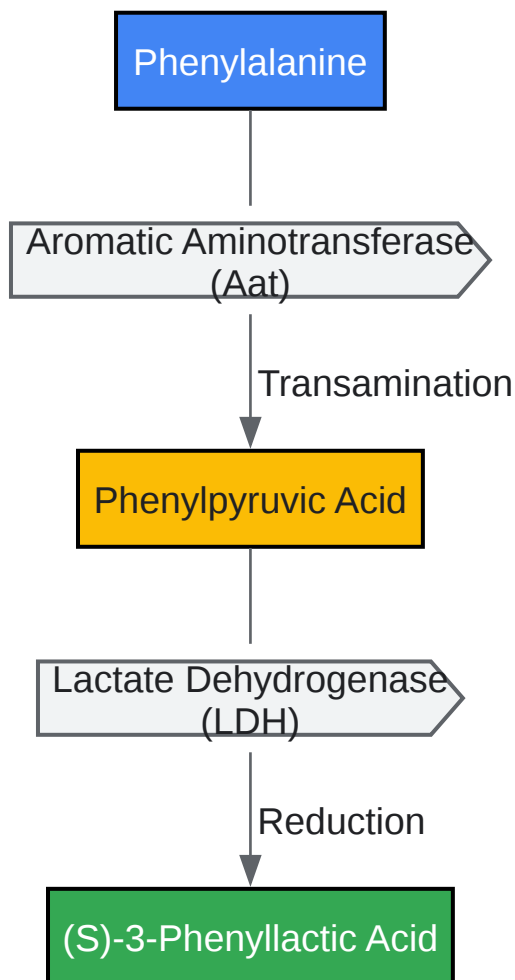 Phenylalanine
Aromatic Aminotransferase
(Aat)
Transamination
Phenylpyruvic Acid
Lactate Dehydrogenase
(LDH)
Reduction
(S)-3-Phenyllactic Acid